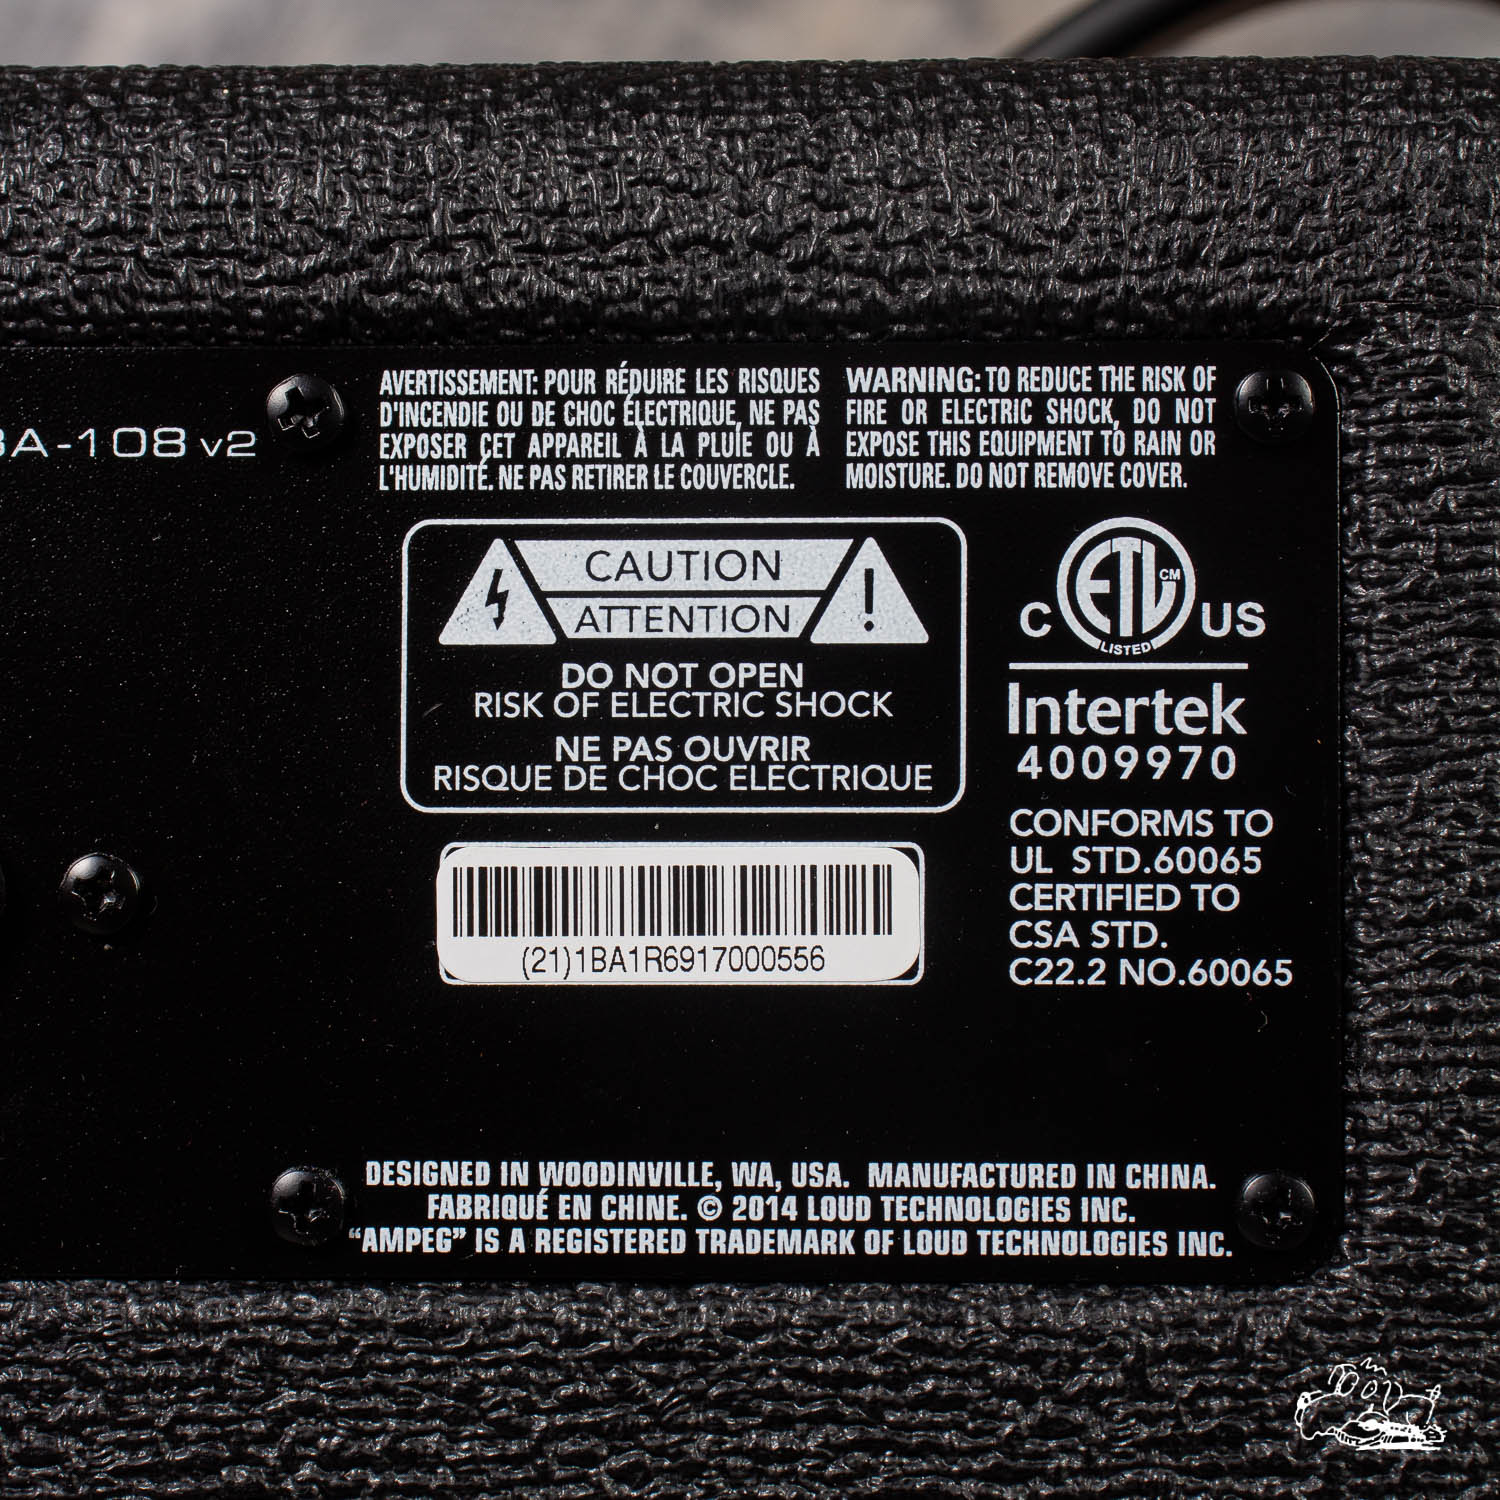 BA-108 v2
AVERTISSEMENT: POUR RÉDUIRE LES RISQUES
D'INCENDIE OU DE CHOC ÉLECTRIQUE, NE PAS
EXPOSER CET APPAREIL À LA PLUIE OU À
L'HUMIDITÉ. NE PAS RETIRER LE COUVERCLE.
WARNING: TO REDUCE THE RISK OF
FIRE OR ELECTRIC SHOCK, DO NOT
EXPOSE THIS EQUIPMENT TO RAIN OR
MOISTURE. DO NOT REMOVE COVER.
CAUTION
ATTENTION
DO NOT OPEN
RISK OF ELECTRIC SHOCK
NE PAS OUVRIR
RISQUE DE CHOC ELECTRIQUE
C ETL CM US
LISTED
Intertek
4009970
CONFORMS TO
UL STD.60065
CERTIFIED TO
CSA STD.
C22.2 NO.60065
(21)1BA1R6917000556
DESIGNED IN WOODINVILLE, WA, USA. MANUFACTURED IN CHINA.
FABRIQUÉ EN CHINE. © 2014 LOUD TECHNOLOGIES INC.
“AMPEG” IS A REGISTERED TRADEMARK OF LOUD TECHNOLOGIES INC.